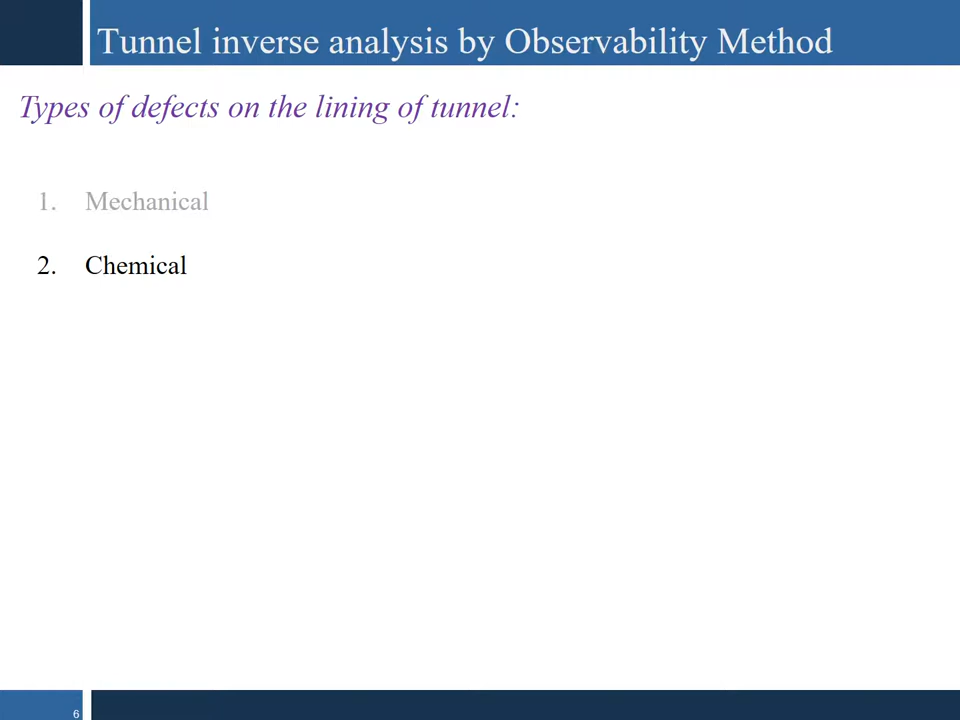 Tunnel inverse analysis by Observability Method
Types of defects on the lining of tunnel:
1. Mechanical
2. Chemical
6